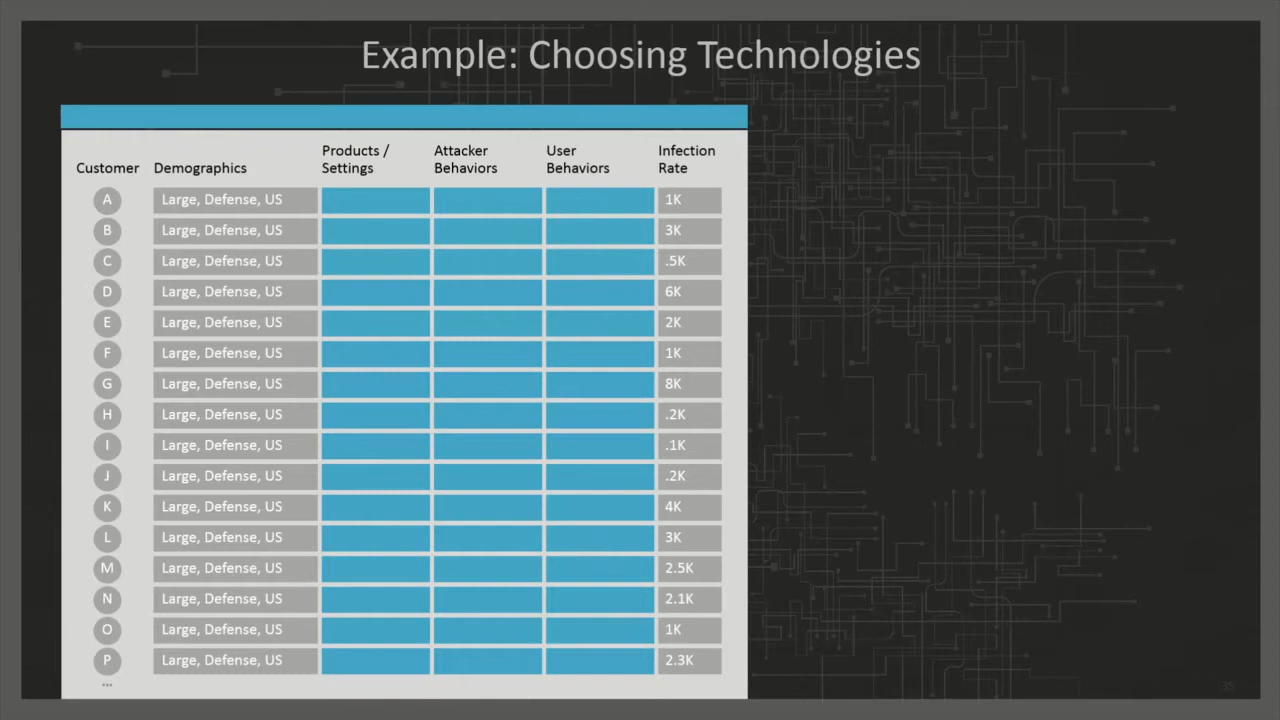 Example: Choosing Technologies
Customer Demographics Products / Settings Attacker Behaviors User Behaviors Infection Rate
A Large, Defense, US 1K
B Large, Defense, US 3K
C Large, Defense, US .5K
D Large, Defense, US 6K
E Large, Defense, US 2K
F Large, Defense, US 1K
G Large, Defense, US 8K
H Large, Defense, US .2K
I Large, Defense, US .1K
J Large, Defense, US .2K
K Large, Defense, US 4K
L Large, Defense, US 3K
M Large, Defense, US 2.5K
N Large, Defense, US 2.1K
O Large, Defense, US 1K
P Large, Defense, US 2.3K
...
35